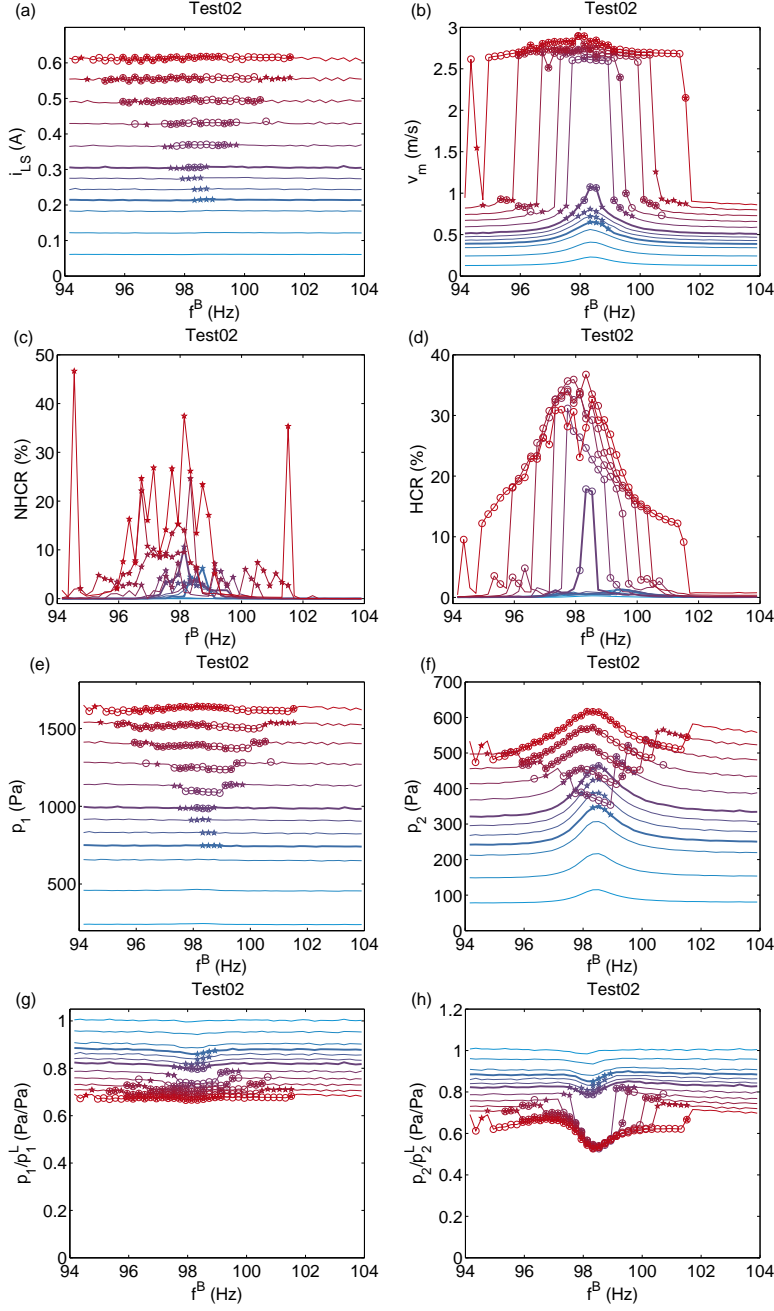 (a) Test02
i_LS (A)
0.6
0.5
0.4
0.3
0.2
0.1
0
94 96 98 100 102 104
f^B (Hz)
(b) Test02
v_m (m/s)
3
2.5
2
1.5
1
0.5
0
94 96 98 100 102 104
f^B (Hz)
(c) Test02
NHCR (%)
50
40
30
20
10
0
94 96 98 100 102 104
f^B (Hz)
(d) Test02
HCR (%)
40
30
20
10
0
94 96 98 100 102 104
f^B (Hz)
(e) Test02
p_1 (Pa)
1500
1000
500
94 96 98 100 102 104
f^B (Hz)
(f) Test02
p_2 (Pa)
700
600
500
400
300
200
100
0
94 96 98 100 102 104
f^B (Hz)
(g) Test02
p_1/p_1^L (Pa/Pa)
1
0.8
0.6
0.4
0.2
0
94 96 98 100 102 104
f^B (Hz)
(h) Test02
p_2/p_2^L (Pa/Pa)
1.2
1
0.8
0.6
0.4
0.2
0
94 96 98 100 102 104
f^B (Hz)